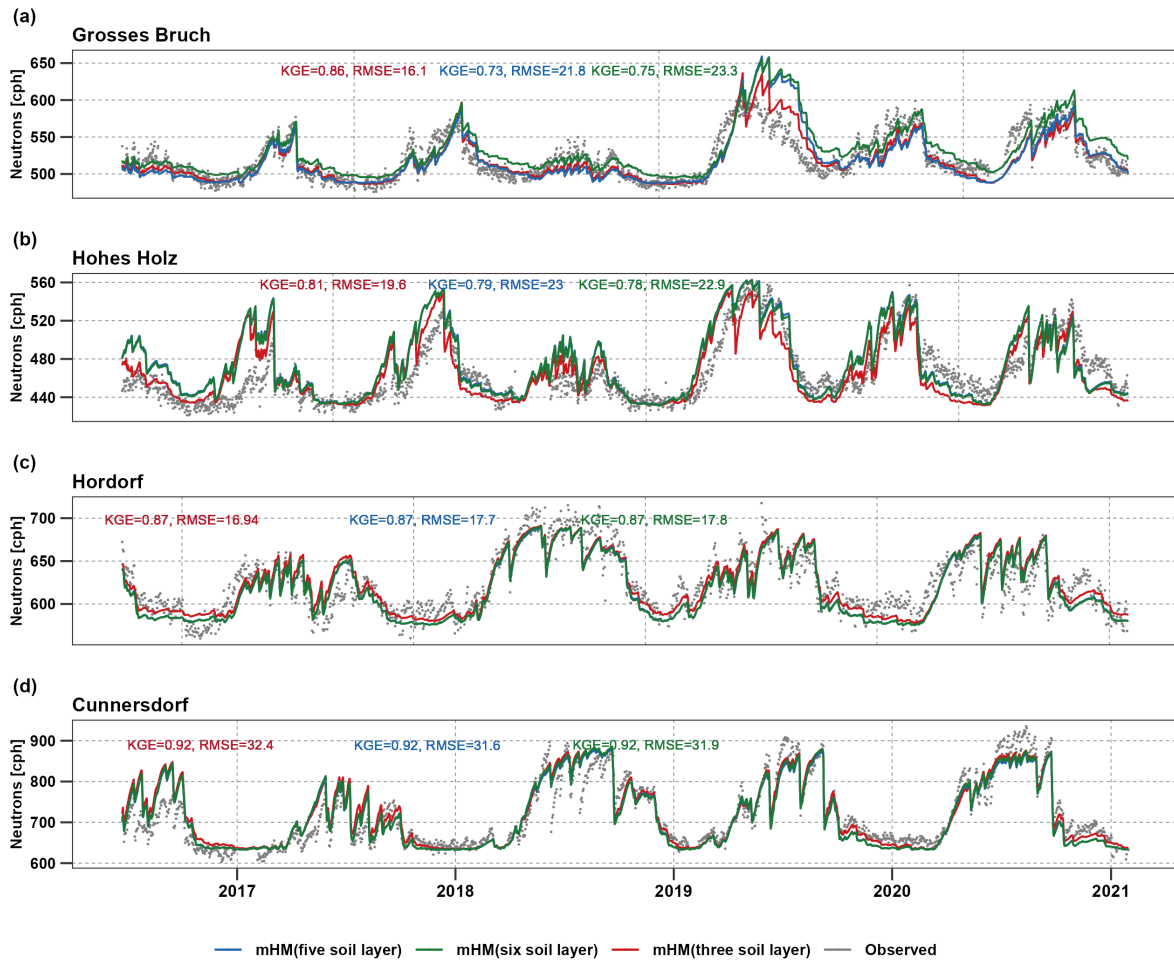 (a)
Grosses Bruch
KGE=0.86, RMSE=16.1 KGE=0.73, RMSE=21.8 KGE=0.75, RMSE=23.3
Neutrons [cph]
650
600
550
500
(b)
Hohes Holz
KGE=0.81, RMSE=19.6 KGE=0.79, RMSE=23 KGE=0.78, RMSE=22.9
Neutrons [cph]
560
520
480
440
(c)
Hordorf
KGE=0.87, RMSE=16.94 KGE=0.87, RMSE=17.7 KGE=0.87, RMSE=17.8
Neutrons [cph]
700
650
600
(d)
Cunnersdorf
KGE=0.92, RMSE=32.4 KGE=0.92, RMSE=31.6 KGE=0.92, RMSE=31.9
Neutrons [cph]
900
800
700
600
2017 2018 2019 2020 2021
mHM(five soil layer) mHM(six soil layer) mHM(three soil layer) Observed